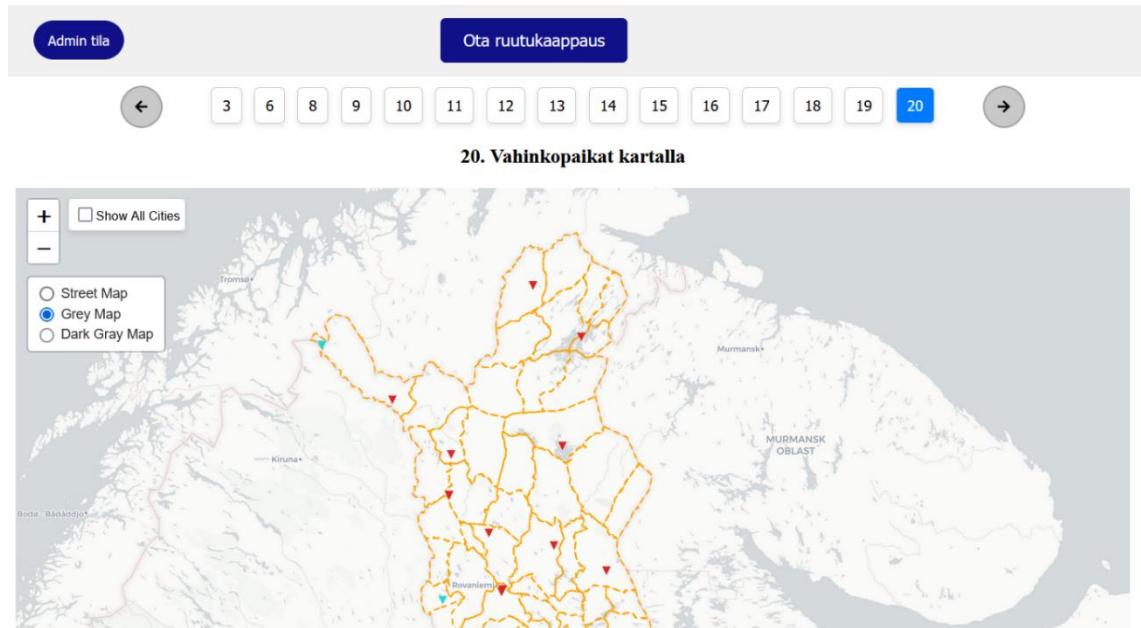 Admin tila
Ota ruutukaappaus
3 6 8 9 10 11 12 13 14 15 16 17 18 19 20
20. Vahinkopaikat kartalla
+
Show All Cities
−
Street Map
Grey Map
Dark Gray Map
Tromsø
Murmansk
MURMANSK
OBLAST
Kiruna
Bodø
Rovaniemi